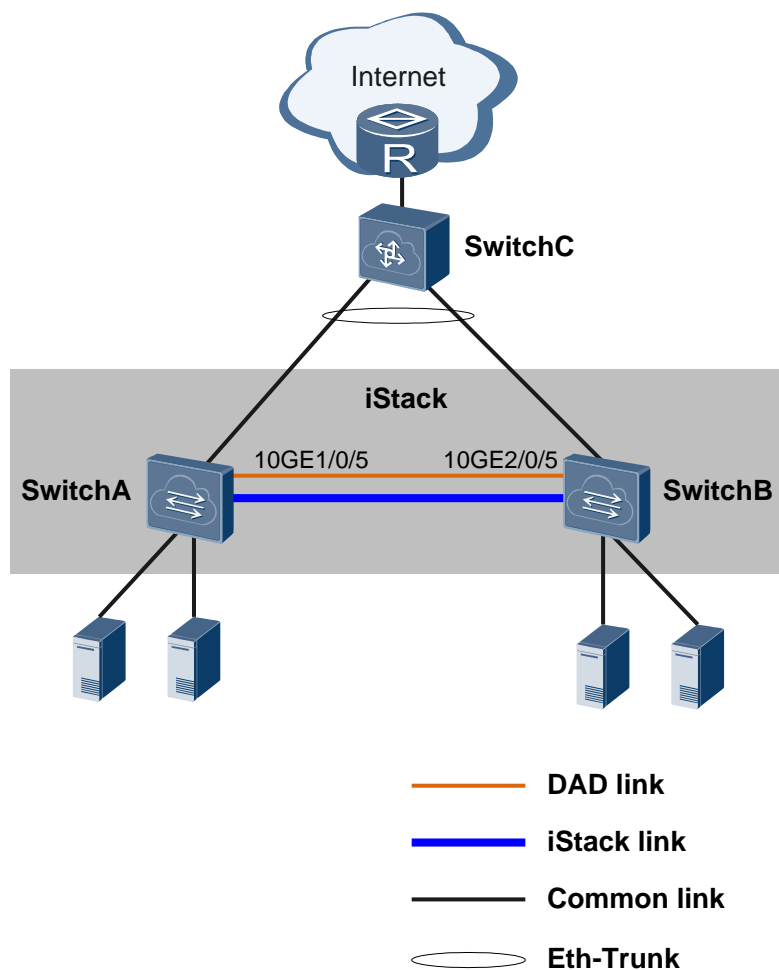 Internet
R
SwitchC
iStack
10GE1/0/5 10GE2/0/5
SwitchA SwitchB
DAD link
iStack link
Common link
Eth-Trunk